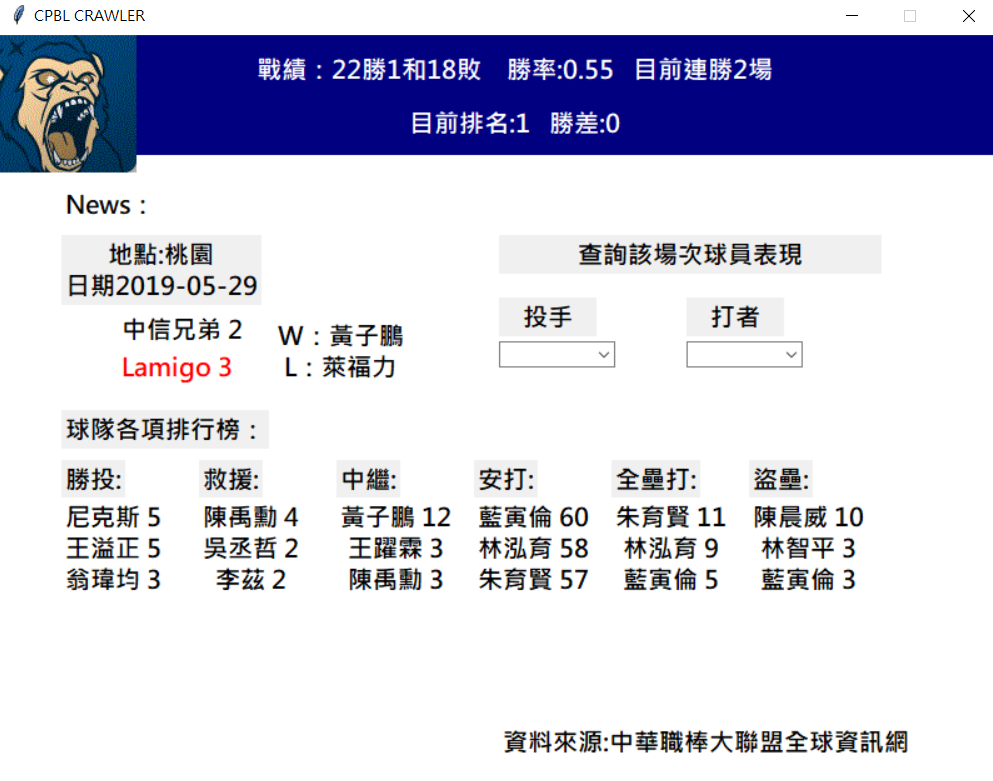 CPBL CRAWLER
戰績：22勝1和18敗 勝率:0.55 目前連勝2場
目前排名:1 勝差:0
News：
地點:桃園
日期2019-05-29
中信兄弟 2
Lamigo 3
W：黃子鵬
L：萊福力
查詢該場次球員表現
投手
打者
球隊各項排行榜：
勝投: 救援: 中繼: 安打: 全壘打: 盜壘:
尼克斯 5 陳禹勳 4 黃子鵬 12 藍寅倫 60 朱育賢 11 陳晨威 10
王溢正 5 吳丞哲 2 王躍霖 3 林泓育 58 林泓育 9 林智平 3
翁瑋均 3 李茲 2 陳禹勳 3 朱育賢 57 藍寅倫 5 藍寅倫 3
資料來源:中華職棒大聯盟全球資訊網